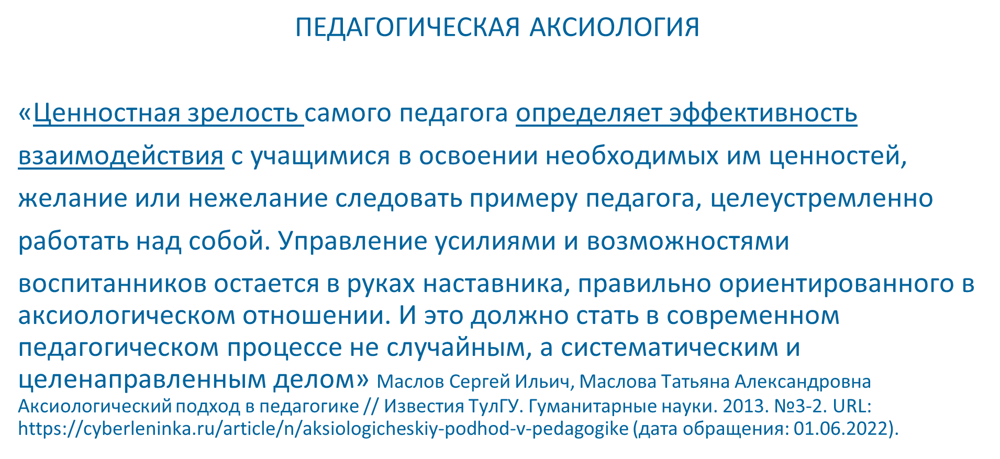 ПЕДАГОГИЧЕСКАЯ АКСИОЛОГИЯ
«Ценностная зрелость самого педагога определяет эффективность
взаимодействия с учащимися в освоении необходимых им ценностей,
желание или нежелание следовать примеру педагога, целеустремленно
работать над собой. Управление усилиями и возможностями
воспитанников остается в руках наставника, правильно ориентированного в
аксиологическом отношении. И это должно стать в современном
педагогическом процессе не случайным, а систематическим и
целенаправленным делом» Маслов Сергей Ильич, Маслова Татьяна Александровна
Аксиологический подход в педагогике // Известия ТулГУ. Гуманитарные науки. 2013. №3-2. URL:
https://cyberleninka.ru/article/n/aksiologicheskiy-podhod-v-pedagogike (дата обращения: 01.06.2022).